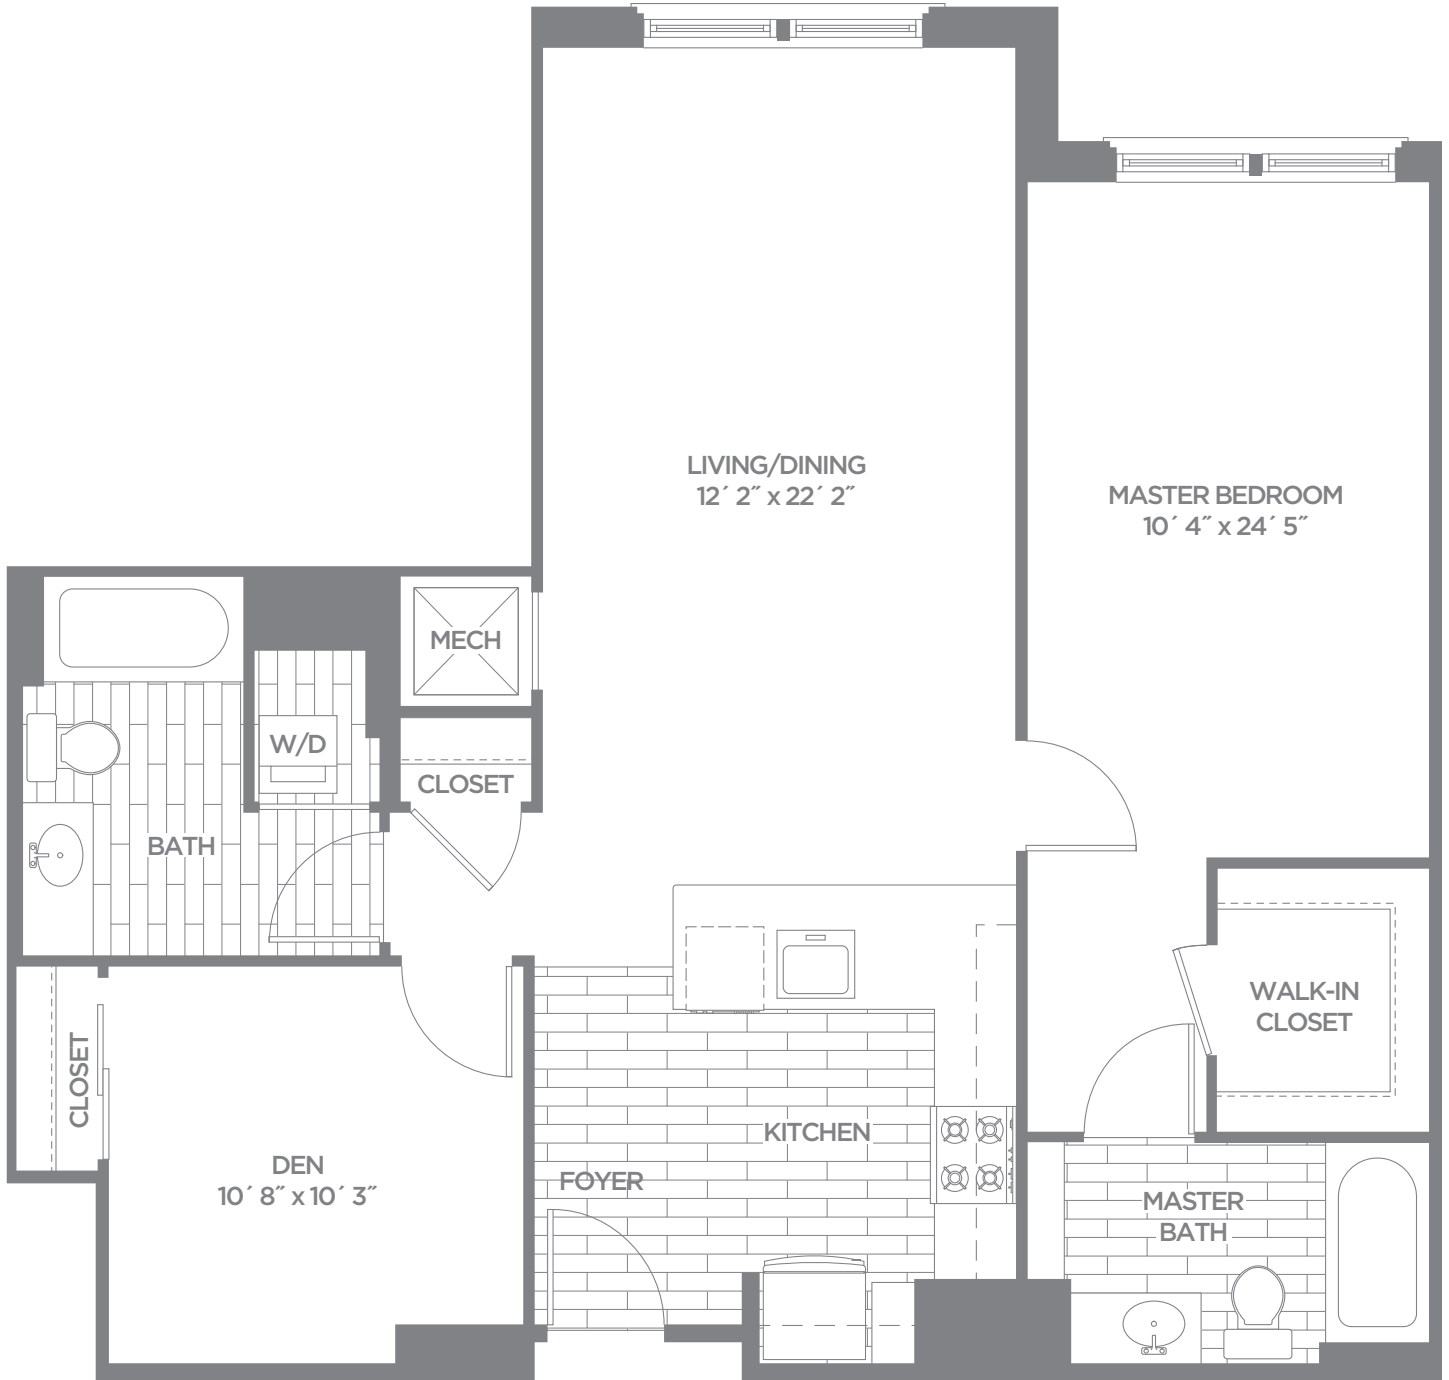 LIVING/DINING
12´ 2˝ x 22´ 2˝
MASTER BEDROOM
10´ 4˝ x 24´ 5˝
MECH
W/D
CLOSET
BATH
WALK-IN
CLOSET
CLOSET
KITCHEN
DEN
10´ 8˝ x 10´ 3˝
FOYER
MASTER
BATH